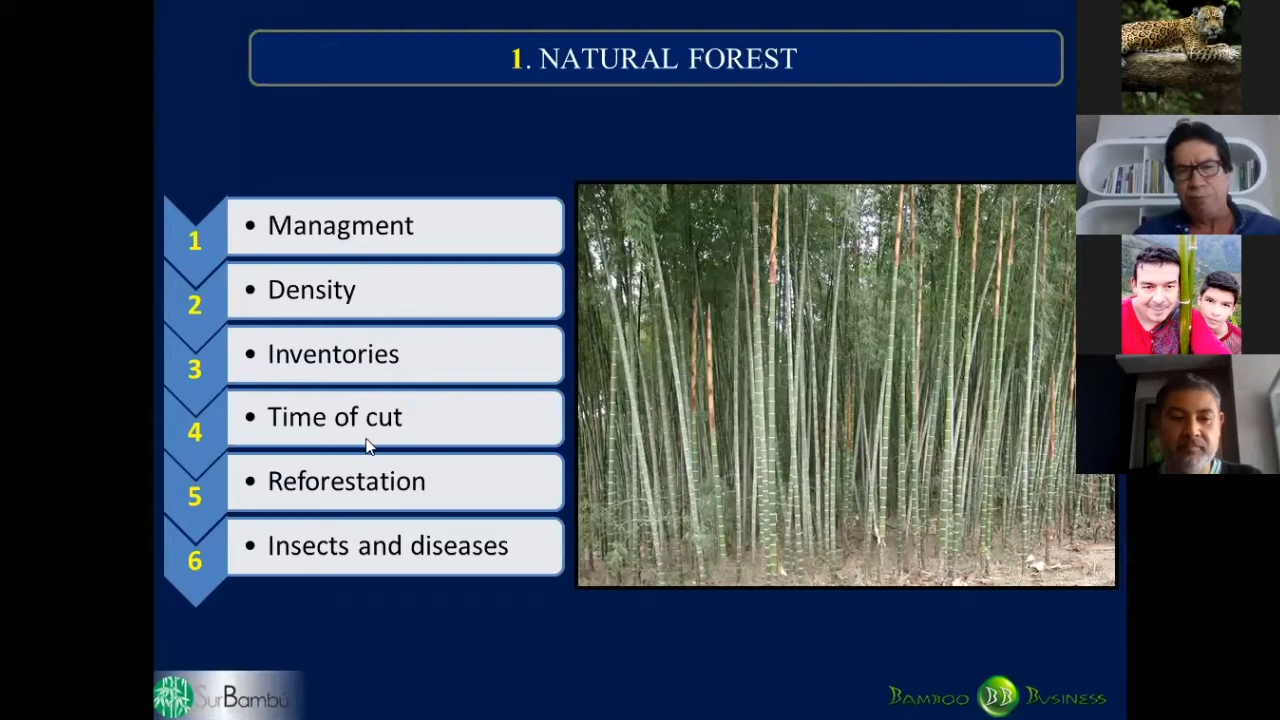 1. NATURAL FOREST
1
• Managment
2
• Density
3
• Inventories
4
• Time of cut
5
• Reforestation
6
• Insects and diseases
SurBambú
BAMBOO BB BUSINESS